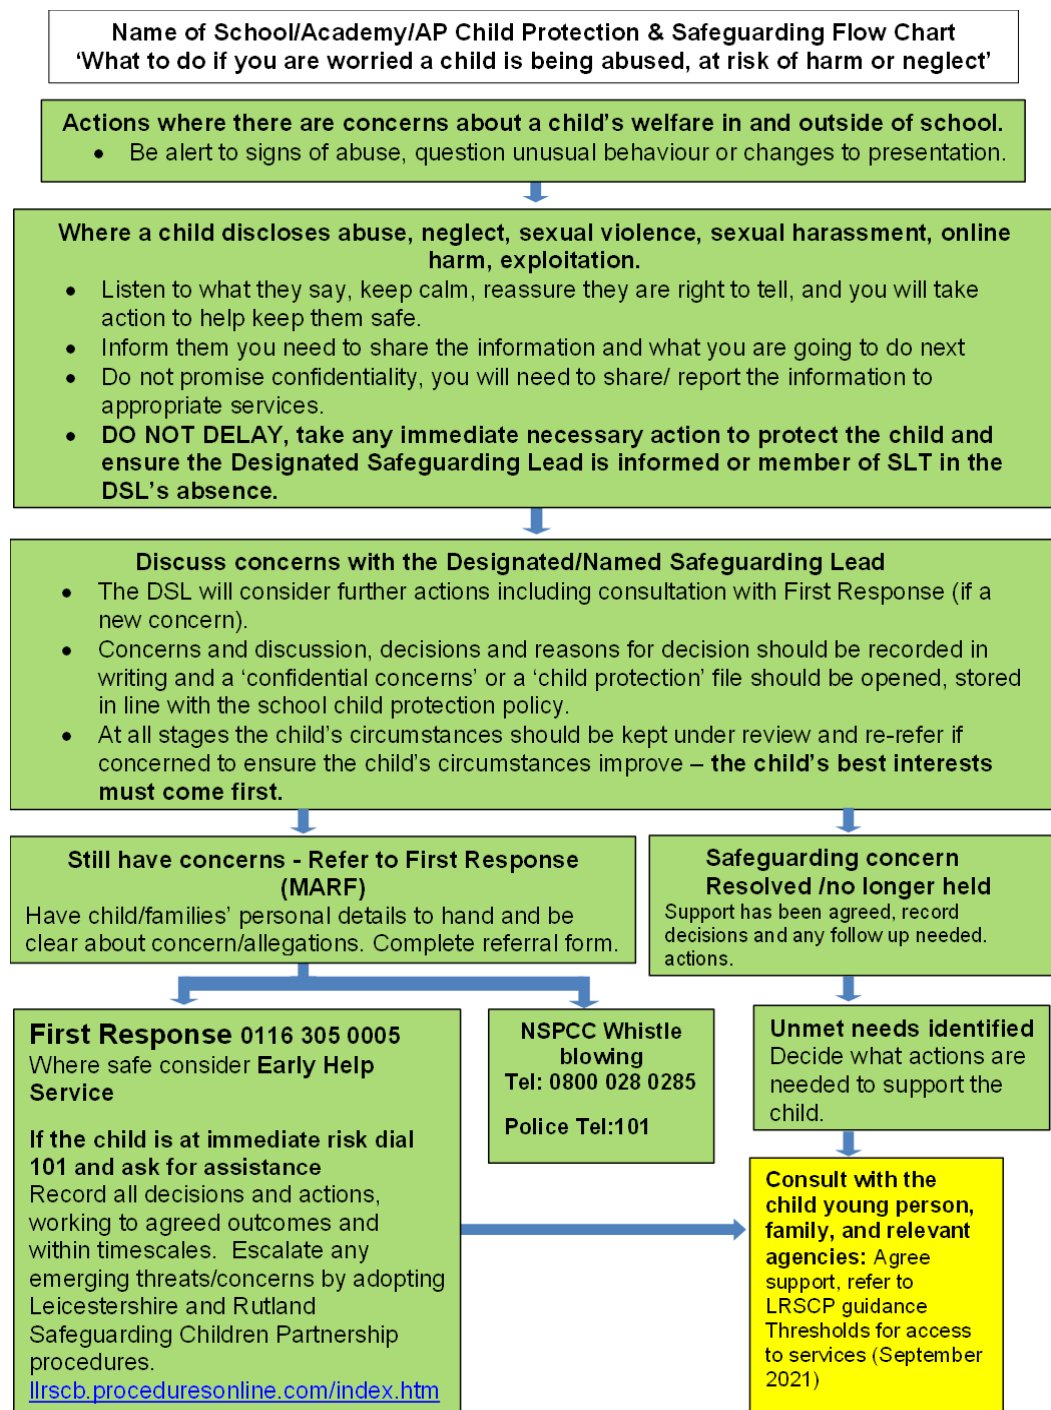 Name of School/Academy/AP Child Protection & Safeguarding Flow Chart
‘What to do if you are worried a child is being abused, at risk of harm or neglect’
Actions where there are concerns about a child’s welfare in and outside of school.
• Be alert to signs of abuse, question unusual behaviour or changes to presentation.
Where a child discloses abuse, neglect, sexual violence, sexual harassment, online
harm, exploitation.
• Listen to what they say, keep calm, reassure they are right to tell, and you will take
action to help keep them safe.
• Inform them you need to share the information and what you are going to do next
• Do not promise confidentiality, you will need to share/ report the information to
appropriate services.
• DO NOT DELAY, take any immediate necessary action to protect the child and
ensure the Designated Safeguarding Lead is informed or member of SLT in the
DSL’s absence.
Discuss concerns with the Designated/Named Safeguarding Lead
• The DSL will consider further actions including consultation with First Response (if a
new concern).
• Concerns and discussion, decisions and reasons for decision should be recorded in
writing and a ‘confidential concerns’ or a ‘child protection’ file should be opened, stored
in line with the school child protection policy.
• At all stages the child’s circumstances should be kept under review and re-refer if
concerned to ensure the child’s circumstances improve – the child’s best interests
must come first.
Still have concerns - Refer to First Response
(MARF)
Have child/families’ personal details to hand and be
clear about concern/allegations. Complete referral form.
Safeguarding concern
Resolved /no longer held
Support has been agreed, record
decisions and any follow up needed.
actions.
First Response 0116 305 0005
Where safe consider Early Help
Service
If the child is at immediate risk dial
101 and ask for assistance
Record all decisions and actions,
working to agreed outcomes and
within timescales. Escalate any
emerging threats/concerns by adopting
Leicestershire and Rutland
Safeguarding Children Partnership
procedures.
llrscb.proceduresonline.com/index.htm
NSPCC Whistle
blowing
Tel: 0800 028 0285
Police Tel:101
Unmet needs identified
Decide what actions are
needed to support the
child.
Consult with the
child young person,
family, and relevant
agencies: Agree
support, refer to
LRSCP guidance
Thresholds for access
to services (September
2021)